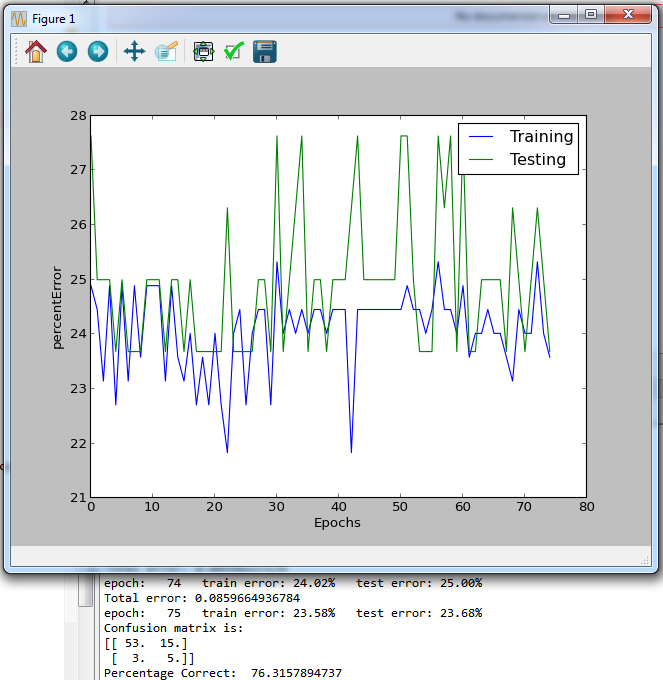 Figure 1
28
27
26
25
24
23
22
21
percentError
Training
Testing
0 10 20 30 40 50 60 70 80
Epochs
epoch: 74 train error: 24.02% test error: 25.00%
Total error: 0.0859664936784
epoch: 75 train error: 23.58% test error: 23.68%
Confusion matrix is:
[[ 53. 15.]
[ 3. 5.]]
Percentage Correct: 76.3157894737